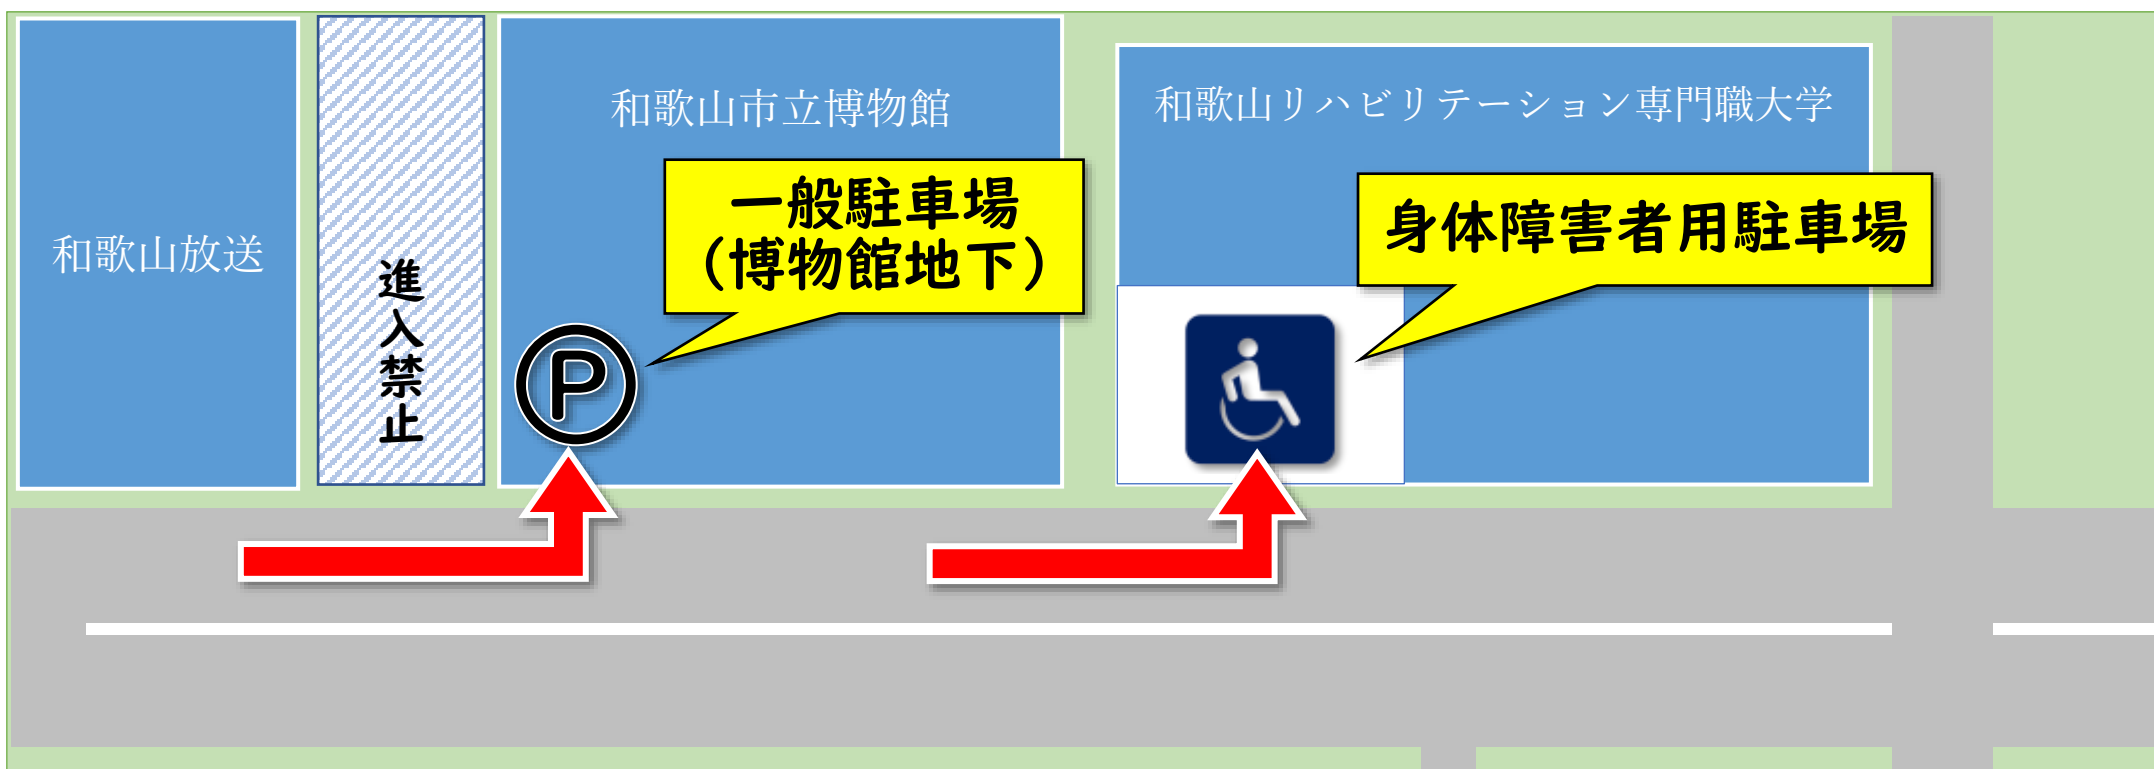 和歌山放送
進入禁止
和歌山市立博物館
一般駐車場
（博物館地下）
P
和歌山リハビリテーション専門職大学
身体障害者用駐車場